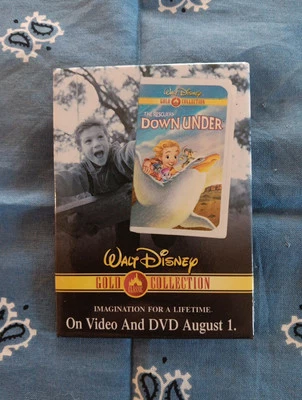 Walt Disney
GOLD COLLECTION
THE RESCUERS
DOWN UNDER
Walt Disney
GOLD COLLECTION
CLASSIC
IMAGINATION FOR A LIFETIME.
On Video And DVD August 1.